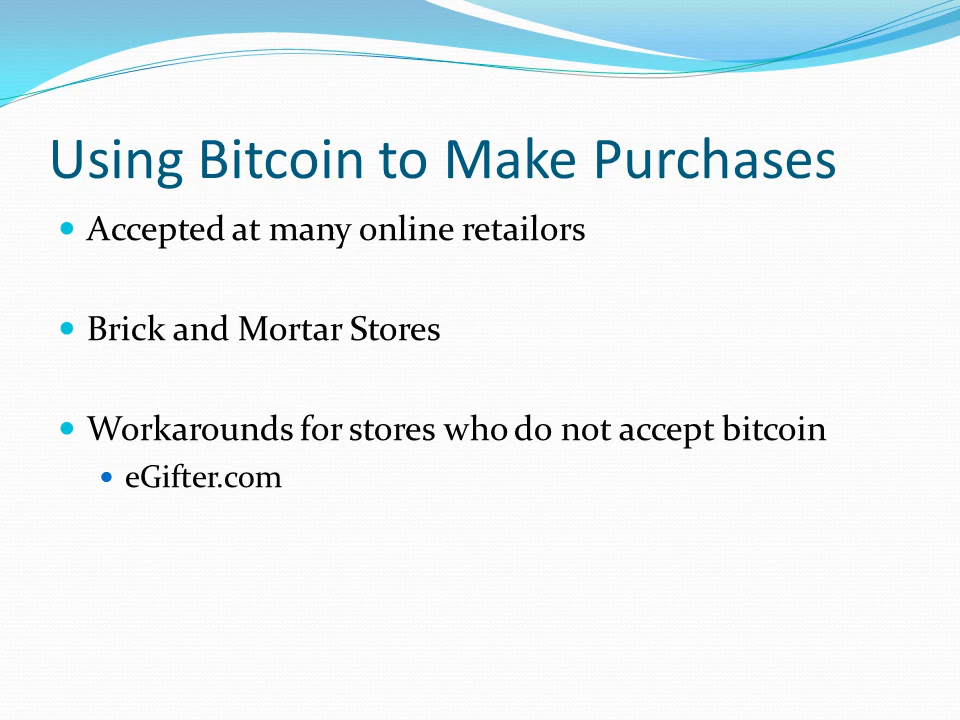 Using Bitcoin to Make Purchases
Accepted at many online retailors
Brick and Mortar Stores
Workarounds for stores who do not accept bitcoin
eGifter.com